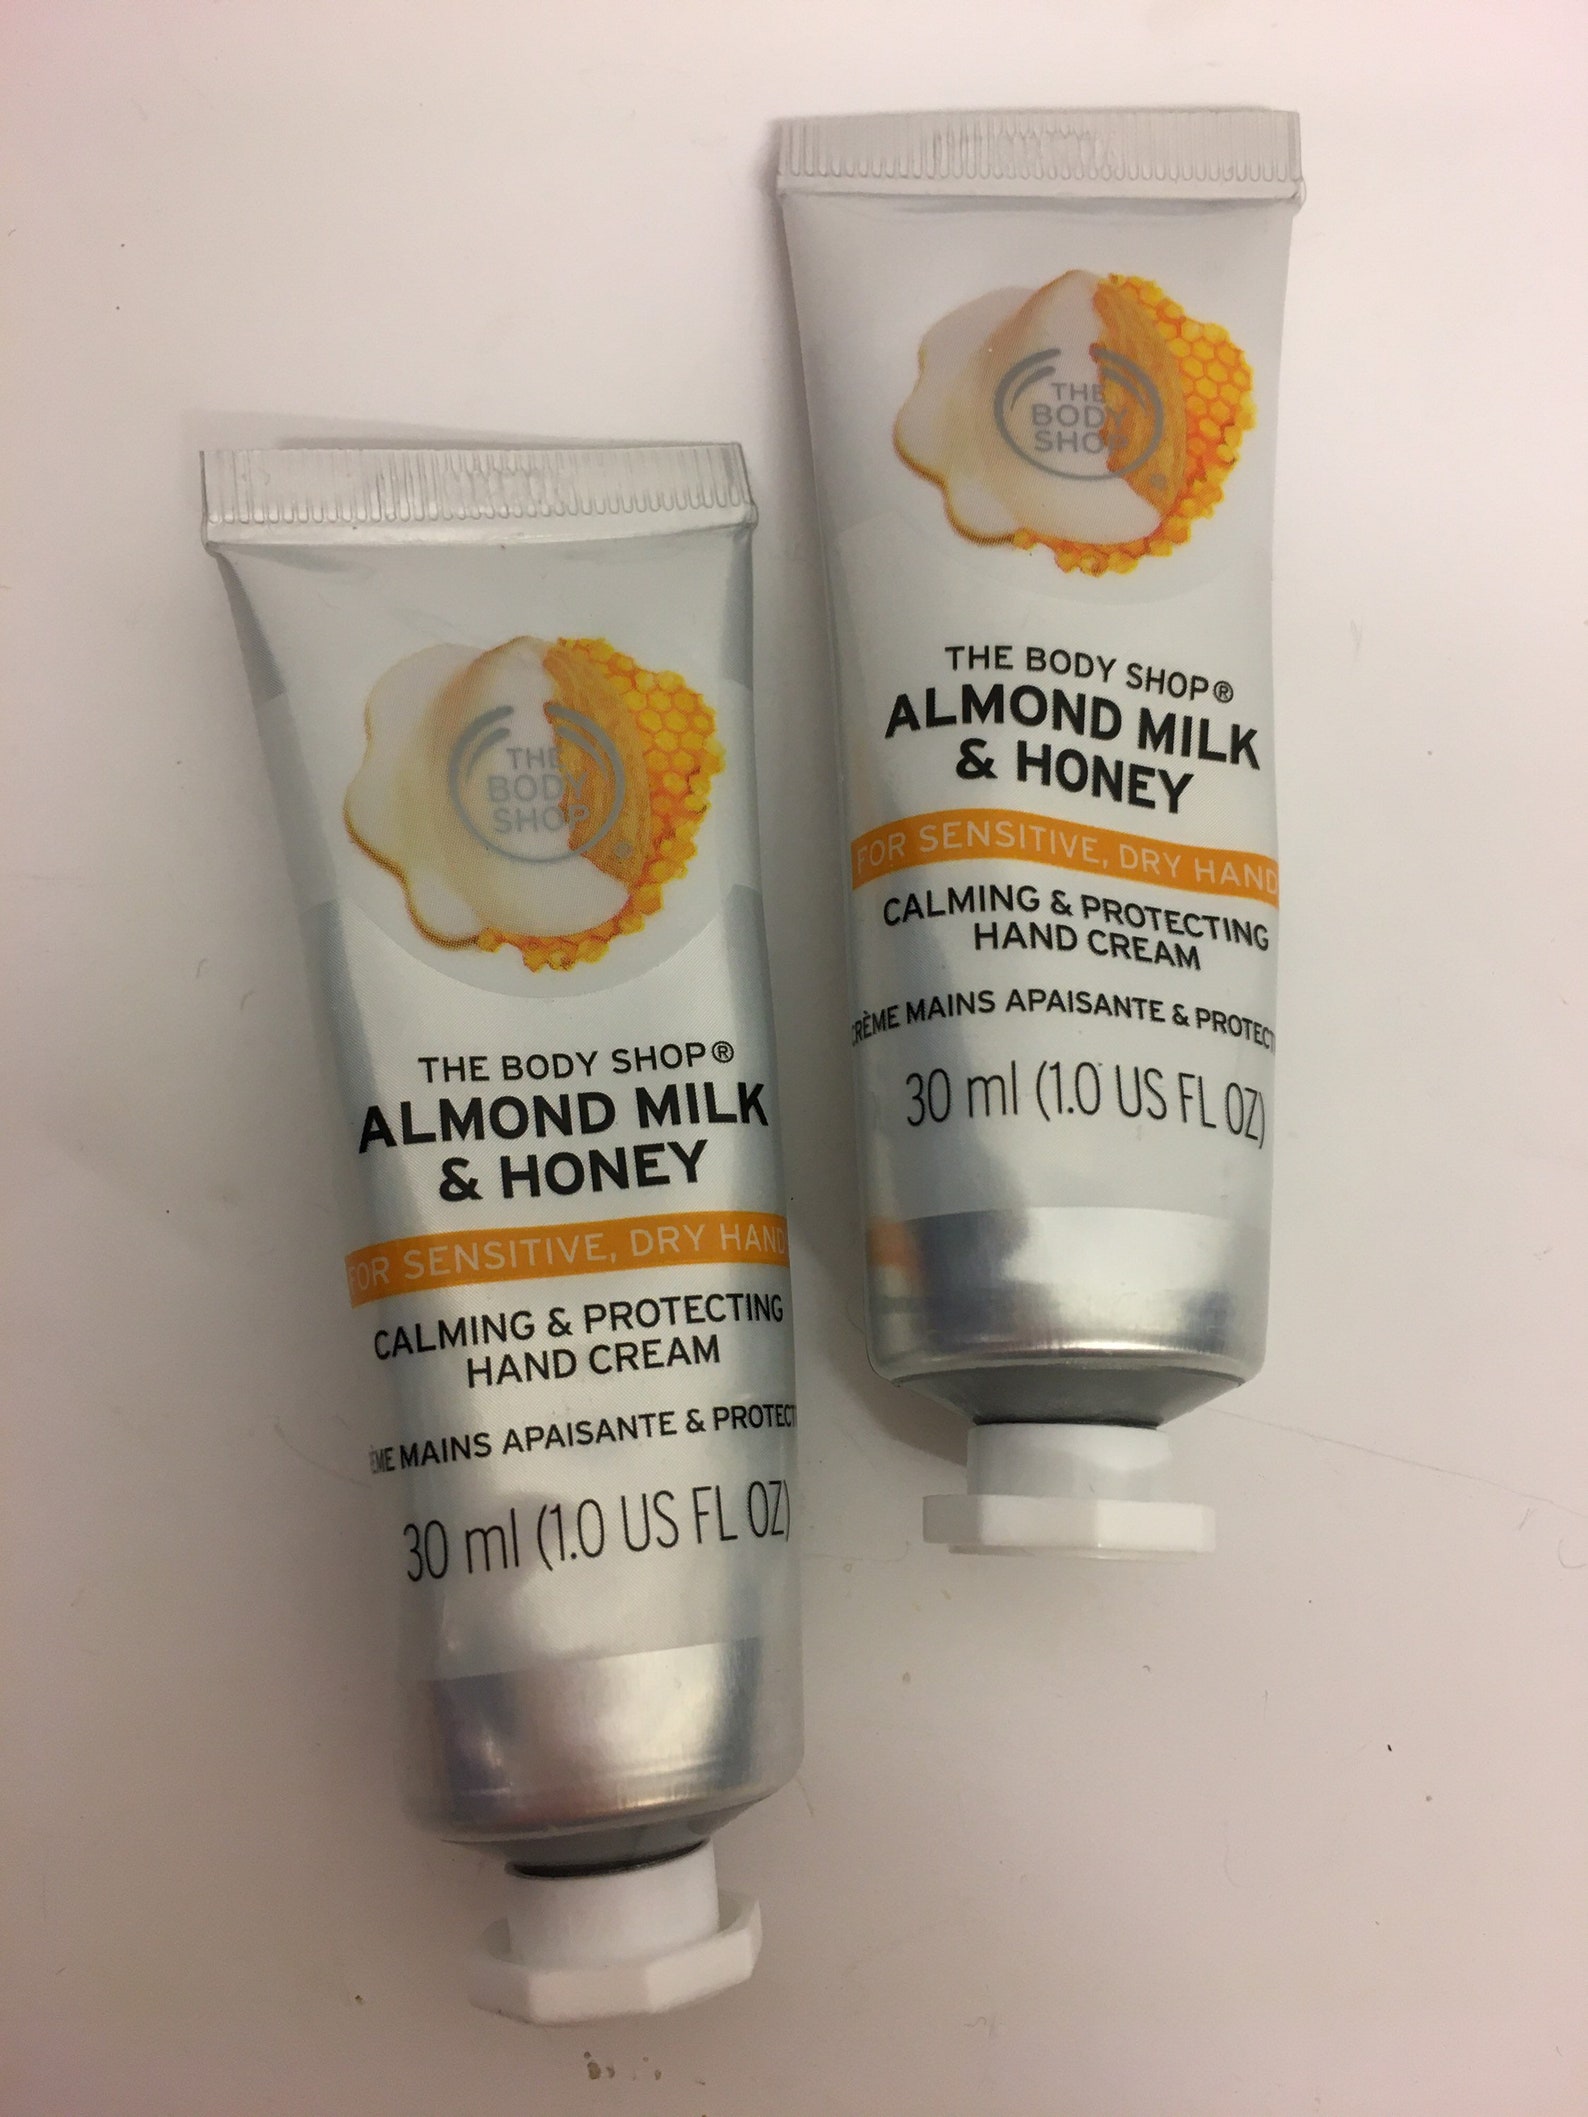 THE
BODY
SHOP
THE BODY SHOP®
ALMOND MILK
& HONEY
FOR SENSITIVE, DRY HAND
CALMING & PROTECTING
HAND CREAM
MAINS APAISANTE & PROTECT
30 ml (1.0 US FL OZ)
THE
BODY
SHOP
THE BODY SHOP®
ALMOND MILK
& HONEY
FOR SENSITIVE, DRY HAND
CALMING & PROTECTING
HAND CREAM
CRÈME MAINS APAISANTE & PROTECT
30 ml (1.0 US FL OZ)